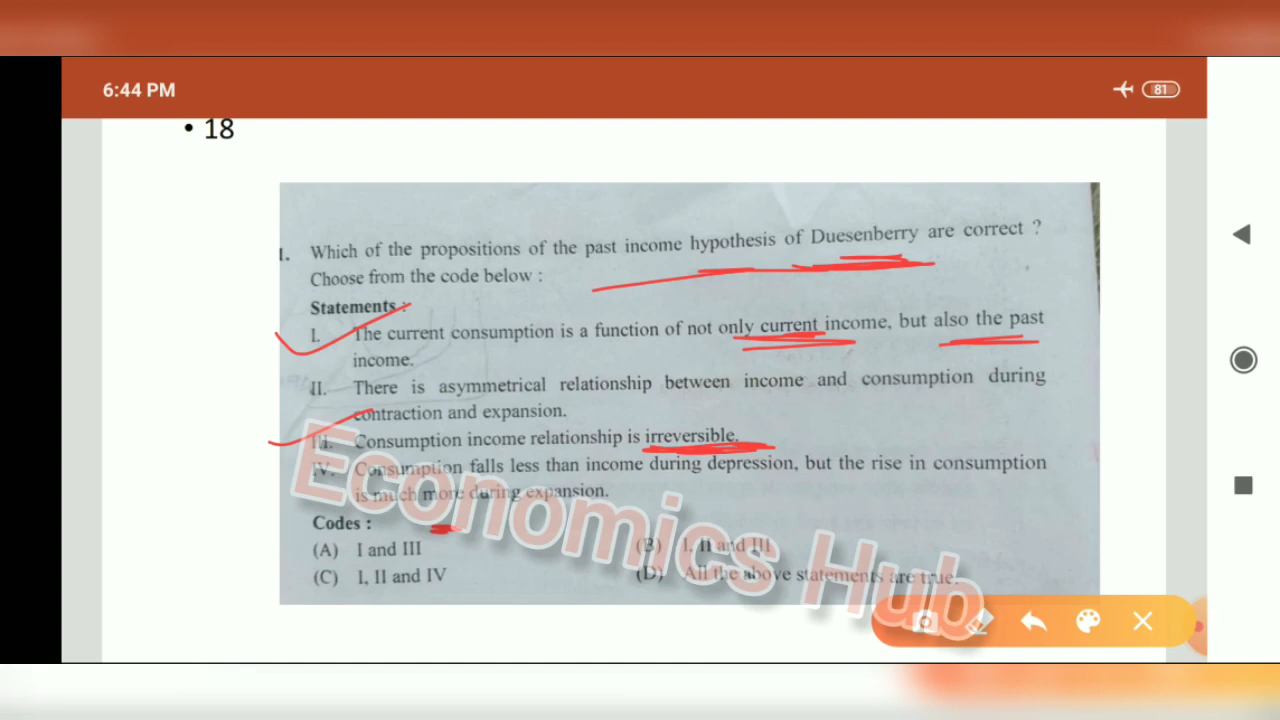 6:44 PM
81
• 18
I. Which of the propositions of the past income hypothesis of Duesenberry are correct ?
Choose from the code below :
Statements :
I. The current consumption is a function of not only current income, but also the past
income.
II. There is asymmetrical relationship between income and consumption during
contraction and expansion.
III. Consumption income relationship is irreversible.
IV. Consumption falls less than income during depression, but the rise in consumption
is much more during expansion.
Codes :
(A) I and III
(B) I, II and III
(C) I, II and IV
(D) All the above statements are true.
Economics Hub